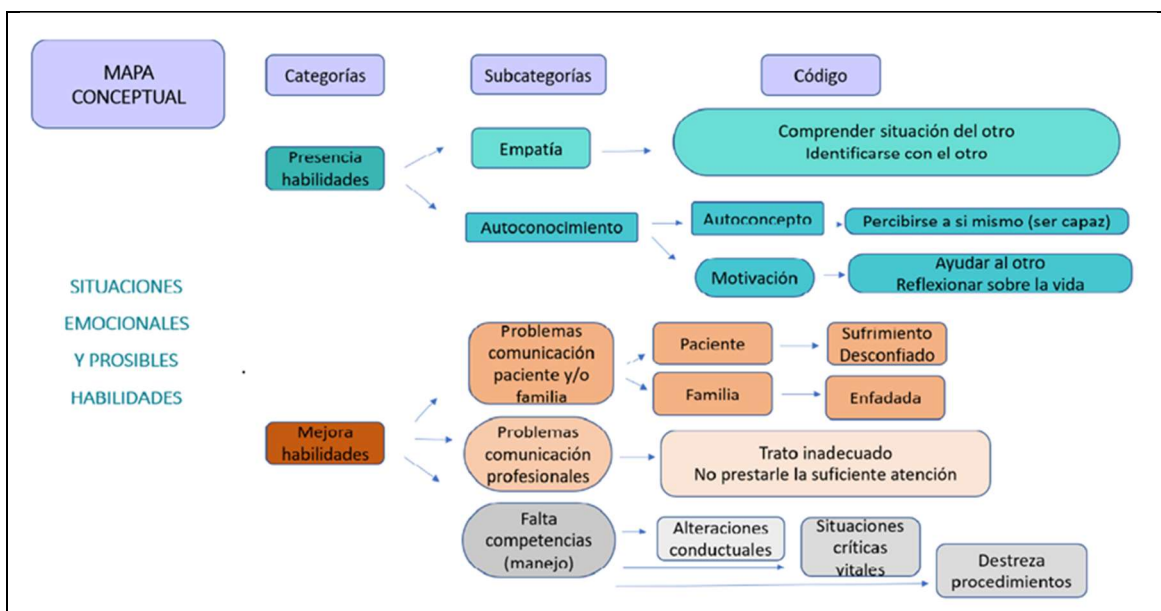 MAPA
CONCEPTUAL
Categorías
Subcategorías
Código
Presencia
habilidades
Empatía
Comprender situación del otro
Identificarse con el otro
Autoconocimiento
Autoconcepto
Percibirse a si mismo (ser capaz)
Motivación
Ayudar al otro
Reflexionar sobre la vida
SITUACIONES
EMOCIONALES
Y PROSIBLES
HABILIDADES
Mejora
habilidades
Problemas
comunicación
paciente y/o
familia
Paciente
Sufrimiento
Desconfiado
Familia
Enfadada
Problemas
comunicación
profesionales
Trato inadecuado
No prestarle la suficiente atención
Falta
competencias
(manejo)
Alteraciones
conductuales
Situaciones
críticas
vitales
Destreza
procedimientos